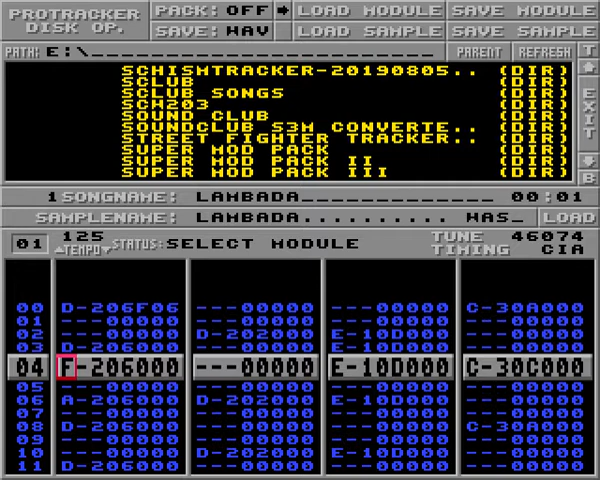 PROTRACKER PACK: OFF LOAD MODULE SAVE MODULE
DISK OP. SAVE: WAV LOAD SAMPLE SAVE SAMPLE
PATH: E:\_ PARENT REFRESH T
SCHISMTRACKER-20190805.. (DIR)
SCLUB (DIR)
SCLUB SONGS (DIR)
SCW203 (DIR)
SOUND CLUB (DIR)
SOUNDCLUB S3M CONVERTE.. (DIR)
STREET FIGHTER TRACKER.. (DIR)
SUPER MOD PACK (DIR)
SUPER MOD PACK II (DIR)
SUPER MOD PACK III (DIR)
EXIT
B
1 SONGNAME: LAMBADA_____________ 00:01
SAMPLENAME: LAMBADA.......... WAS_ LOAD
01 125 TEMPO STATUS: SELECT MODULE TUNE 46074
TIMING CIA
00 D-206F06 ---00000 ---00000 C-30A000
01 ---00000 ---00000 ---00000 ---00000
02 ---00000 D-202000 E-10D000 ---00000
03 D-206000 ---00000 E-10D000 ---00000
04 F-206000 ---00000 E-10D000 C-30C000
05 ---00000 ---00000 ---00000 ---00000
06 A-206000 D-202000 E-10D000 ---00000
07 ---00000 ---00000 ---00000 ---00000
08 D-206000 ---00000 ---00000 C-30A000
09 ---00000 ---00000 ---00000 ---00000
10 ---00000 D-202000 E-10D000 ---00000
11 D-206000 ---00000 E-10D000 ---00000